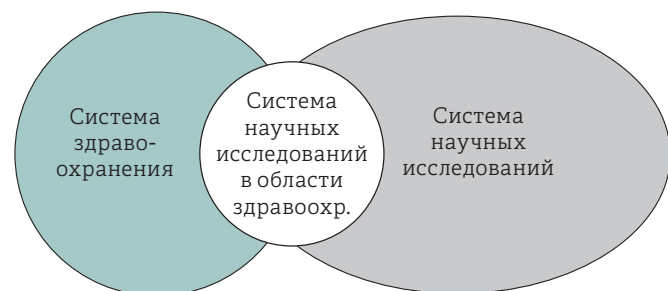 Система
здраво-
охранения
Система
научных
исследований
в области
здравоохр.
Система
научных
исследований